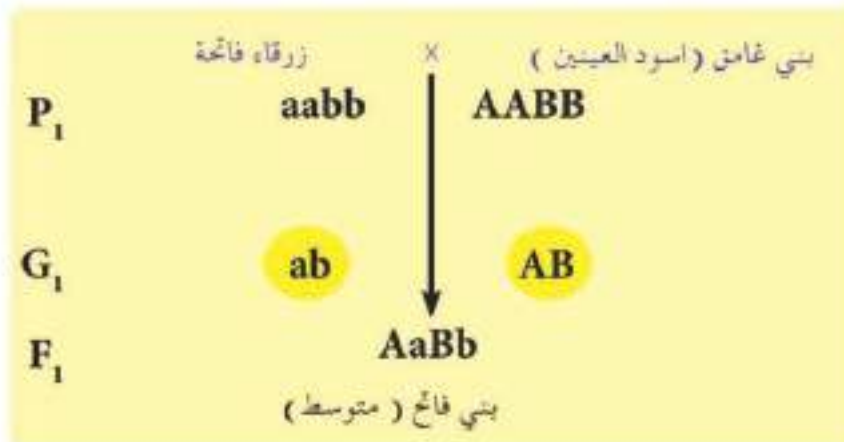 بني غامق ( اسود العينين ) X زرقاء فاتحة
P1 aabb AABB
G1 ab AB
F1 AaBb
بني فاتح ( متوسط )